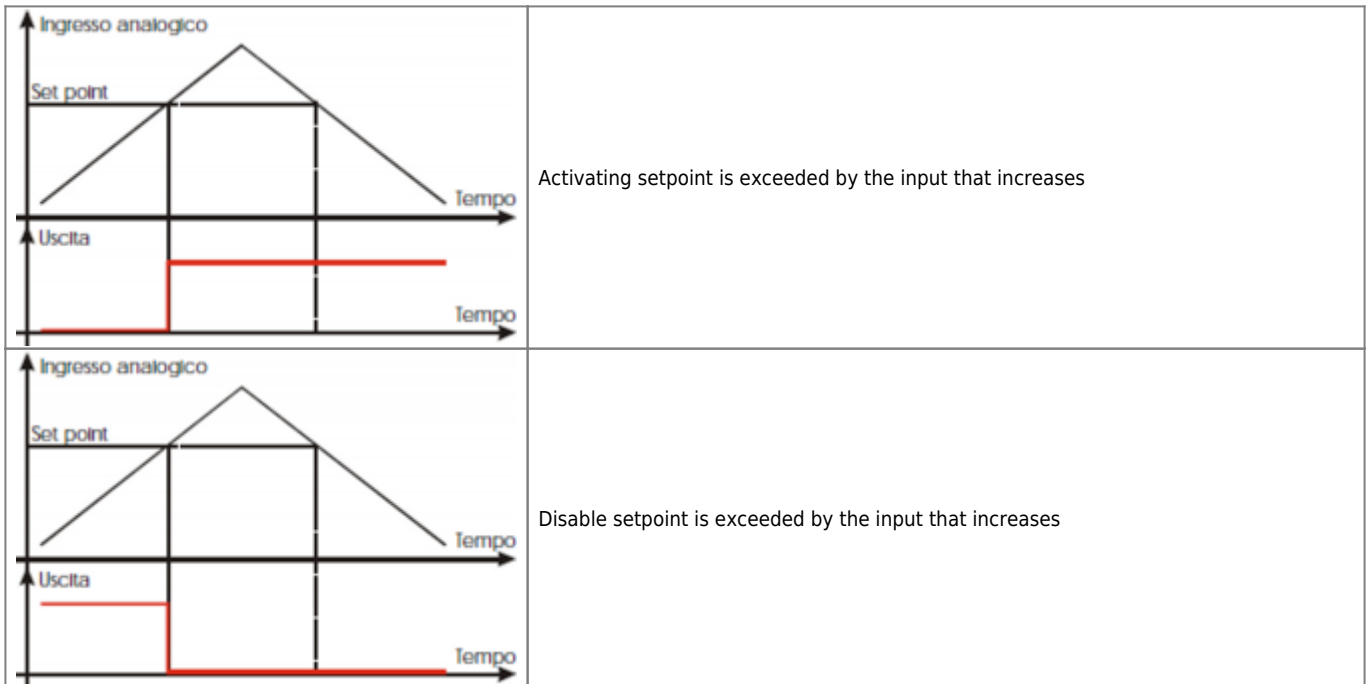 Ingresso analogico
Set point
Tempo
Uscita
Tempo
Activating setpoint is exceeded by the input that increases
Ingresso analogico
Set point
Tempo
Uscita
Tempo
Disable setpoint is exceeded by the input that increases